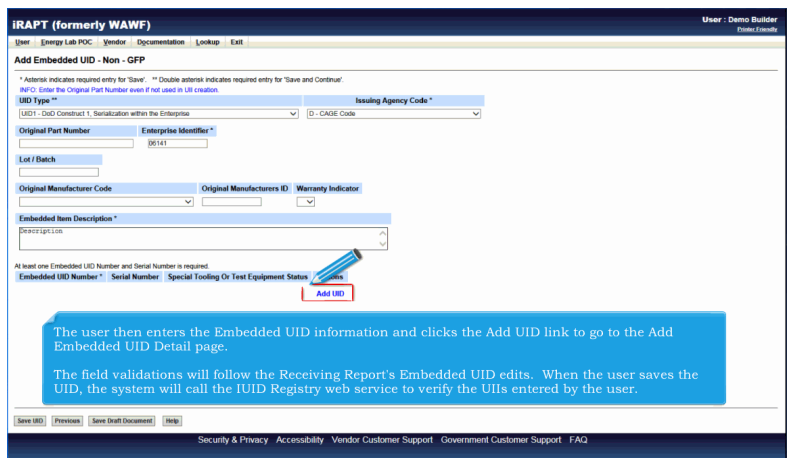 iRAPT (formerly WAWF)
User : Demo Builder
Printer Friendly
User Energy Lab POC Vendor Documentation Lookup Exit
Add Embedded UID - Non - GFP
* Asterisk indicates required entry for 'Save'. ** Double asterisk indicates required entry for 'Save and Continue'.
INFO: Enter the Original Part Number even if not used in UII creation.
UID Type ** Issuing Agency Code *
UID1 - DoD Construct 1, Serialization within the Enterprise D - CAGE Code
Original Part Number Enterprise Identifier *
06141
Lot / Batch
Original Manufacturer Code Original Manufacturers ID Warranty Indicator
Embedded Item Description *
Description
At least one Embedded UID Number and Serial Number is required.
Embedded UID Number * Serial Number Special Tooling Or Test Equipment Status
Add UID
The user then enters the Embedded UID information and clicks the Add UID link to go to the Add
Embedded UID Detail page.
The field validations will follow the Receiving Report's Embedded UID edits. When the user saves the
UID, the system will call the IUID Registry web service to verify the UIIs entered by the user.
Save UID Previous Save Draft Document Help
Security & Privacy Accessibility Vendor Customer Support Government Customer Support FAQ